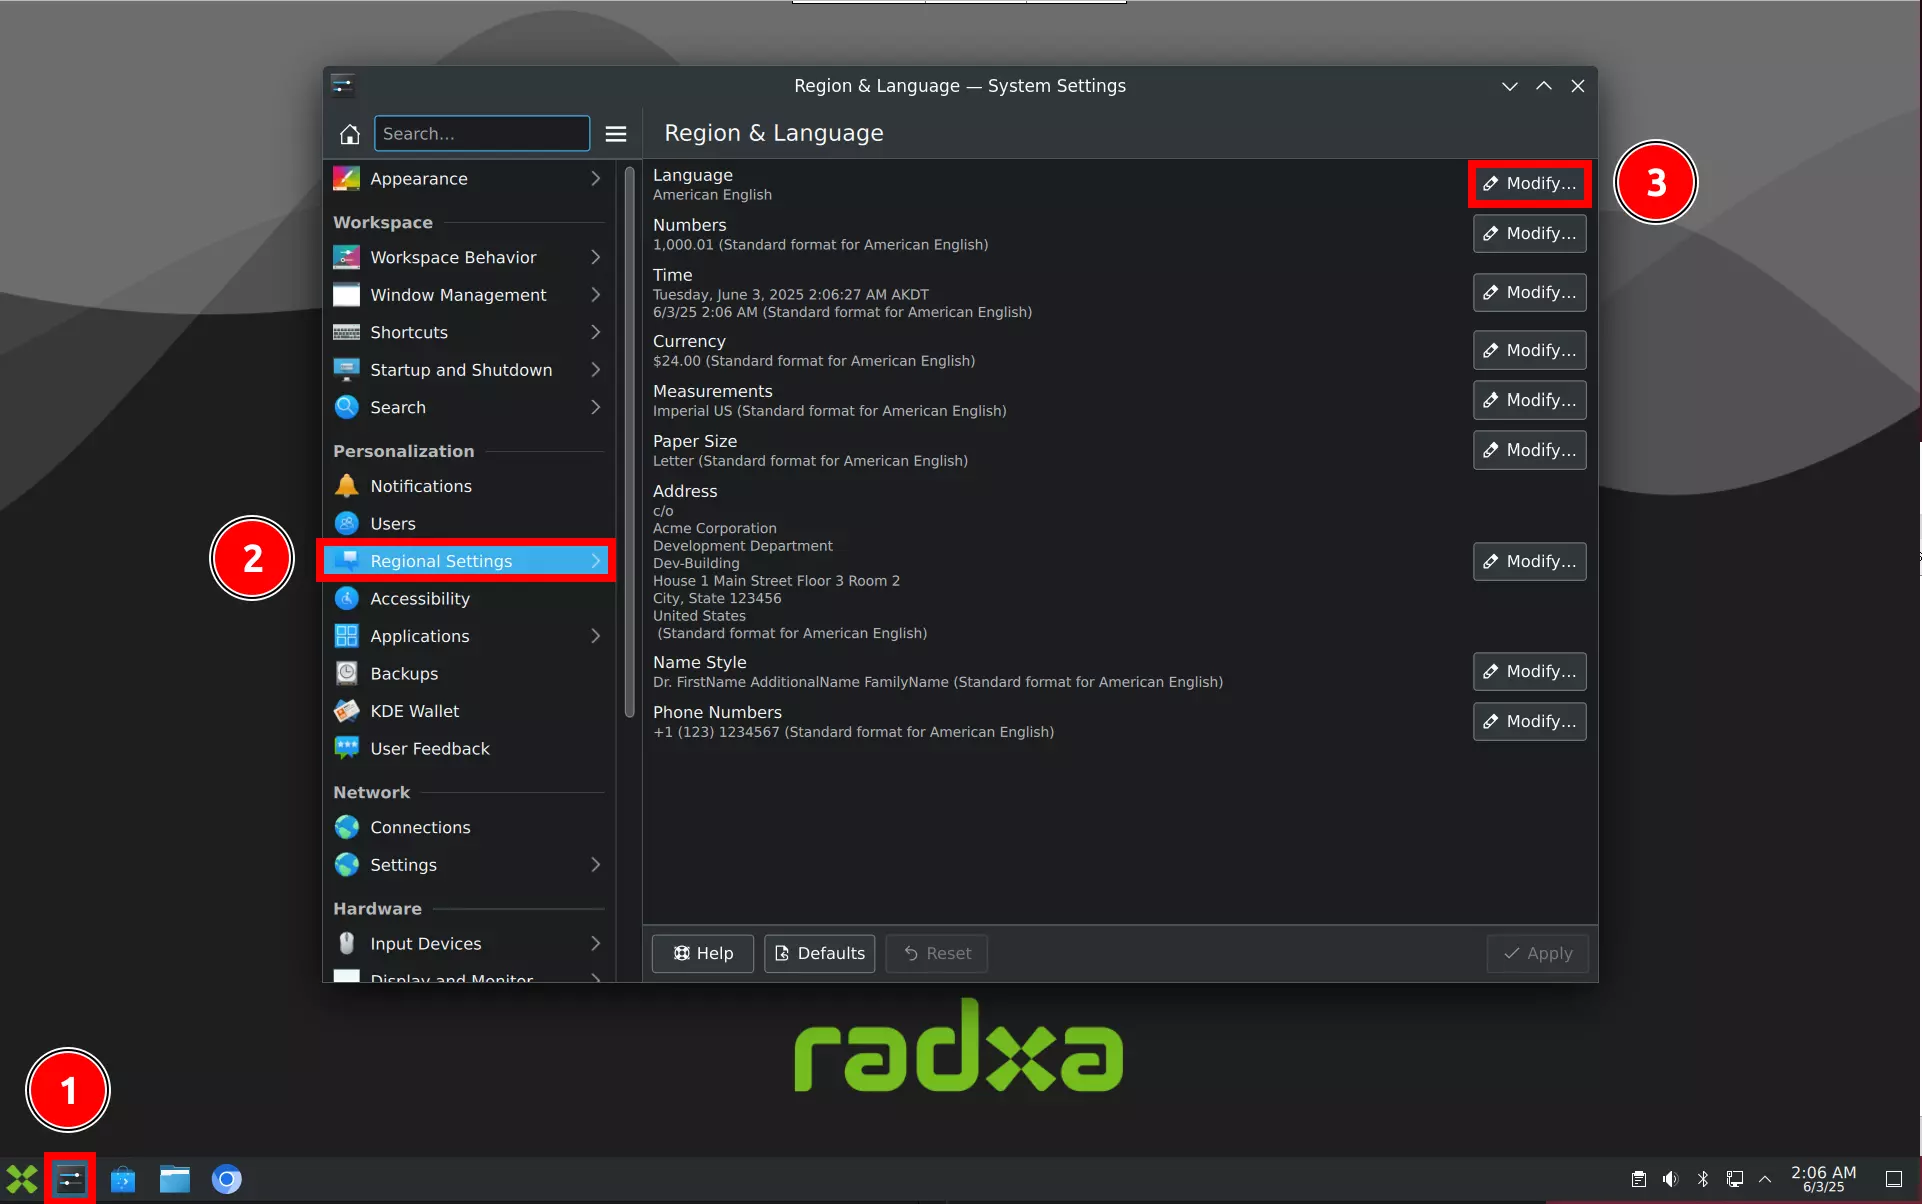 Region & Language — System Settings
Search...
Region & Language
Appearance
Workspace
Workspace Behavior
Window Management
Shortcuts
Startup and Shutdown
Search
Personalization
Notifications
Users
2
Regional Settings
Accessibility
Applications
Backups
KDE Wallet
User Feedback
Network
Connections
Settings
Hardware
Input Devices
Display and Monitor
Language
American English
Modify...
3
Numbers
1,000.01 (Standard format for American English)
Modify...
Time
Tuesday, June 3, 2025 2:06:27 AM AKDT
6/3/25 2:06 AM (Standard format for American English)
Modify...
Currency
$24.00 (Standard format for American English)
Modify...
Measurements
Imperial US (Standard format for American English)
Modify...
Paper Size
Letter (Standard format for American English)
Modify...
Address
c/o
Acme Corporation
Development Department
Dev-Building
House 1 Main Street Floor 3 Room 2
City, State 123456
United States
(Standard format for American English)
Modify...
Name Style
Dr. FirstName AdditionalName FamilyName (Standard format for American English)
Modify...
Phone Numbers
+1 (123) 1234567 (Standard format for American English)
Modify...
Help
Defaults
Reset
Apply
radxa
1
2:06 AM
6/3/25